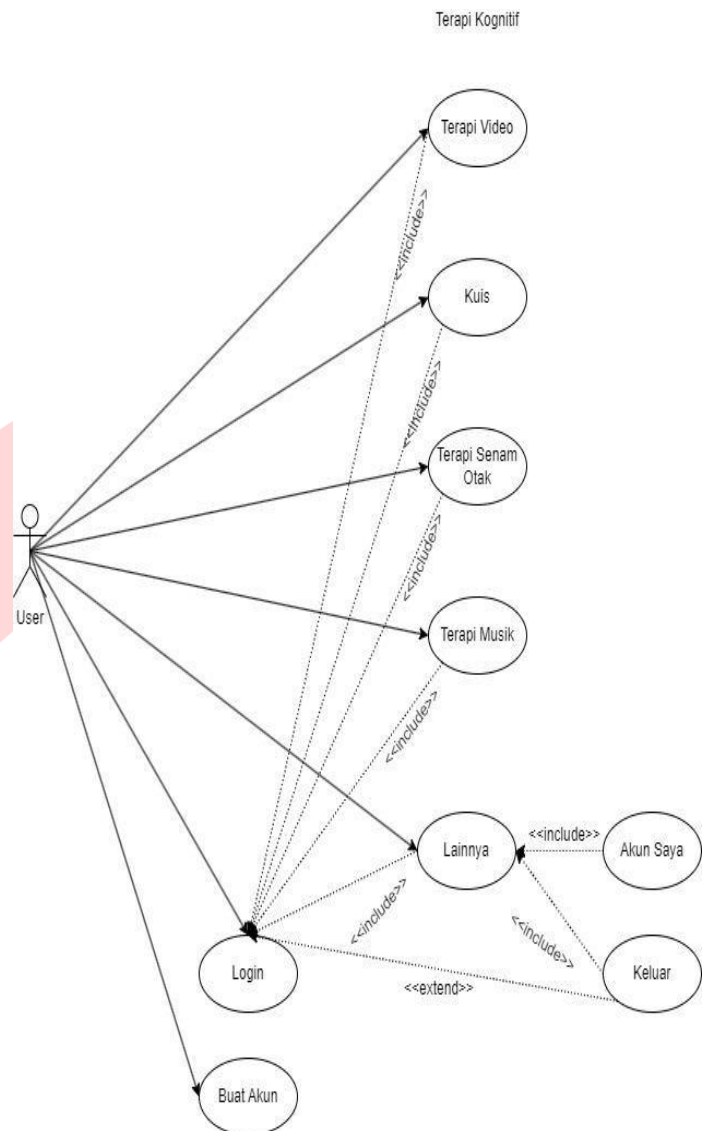 Terapi Kognitif
Terapi Video
<<include>>
Kuis
<<include>>
Terapi Senam
Otak
<<include>>
User
Terapi Musik
<<include>>
<<include>>
Lainnya
Akun Saya
<<include>>
<<include>>
Login
Keluar
<<extend>>
Buat Akun